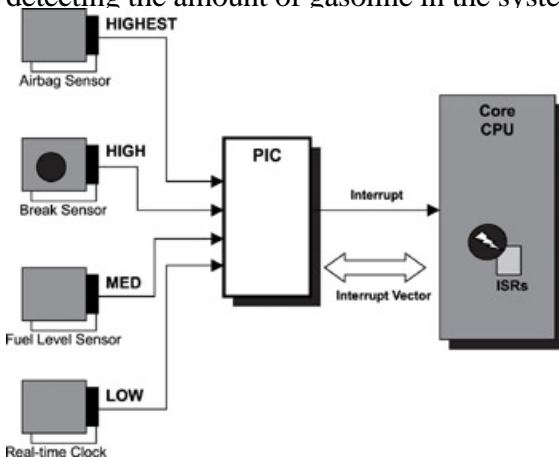 detecting the amount of gasoline in the syste
HIGHEST
Airbag Sensor
HIGH
Break Sensor
MED
Fuel Level Sensor
LOW
Real-time Clock
PIC
Interrupt
Interrupt Vector
Core
CPU
ISRs